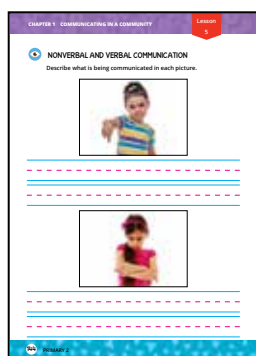 CHAPTER 1 COMMUNICATING IN A COMMUNITY
Lesson
5
NONVERBAL AND VERBAL COMMUNICATION
Describe what is being communicated in each picture.
PRIMARY 2